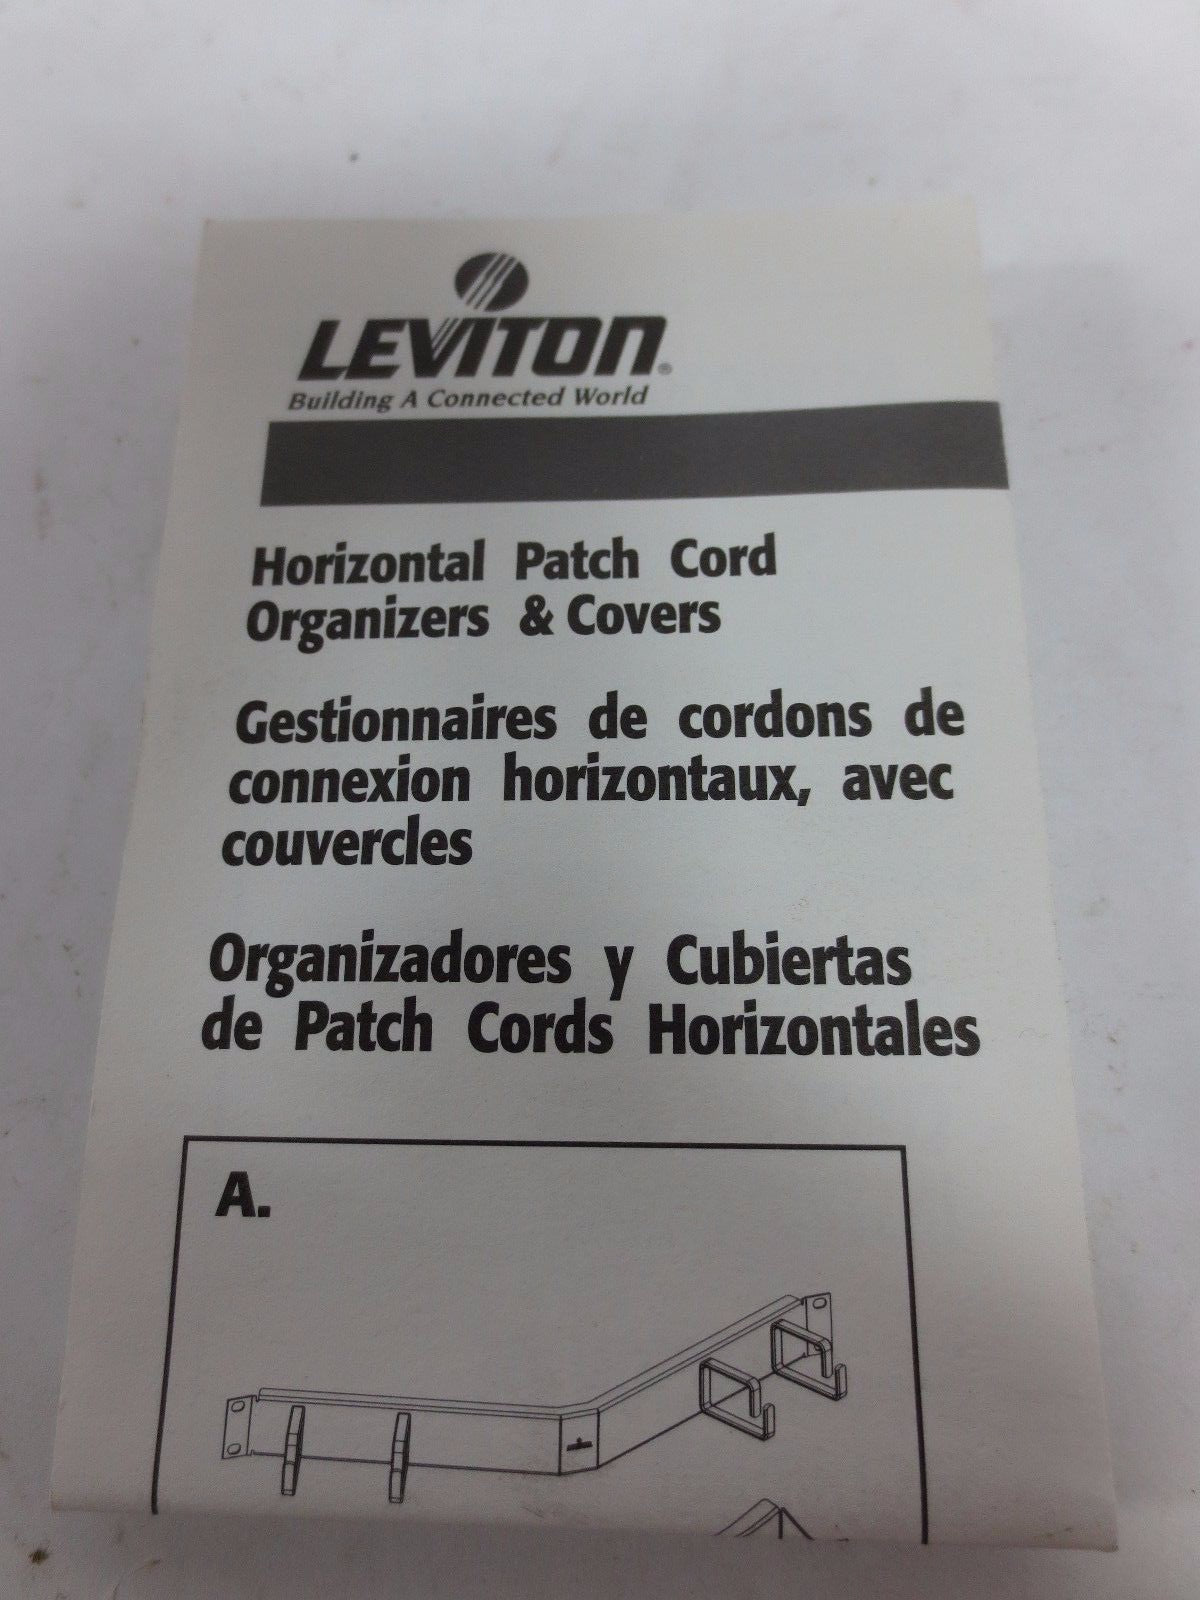 LEVITON®
Building A Connected World
Horizontal Patch Cord
Organizers & Covers
Gestionnaires de cordons de
connexion horizontaux, avec
couvercles
Organizadores y Cubiertas
de Patch Cords Horizontales
A.